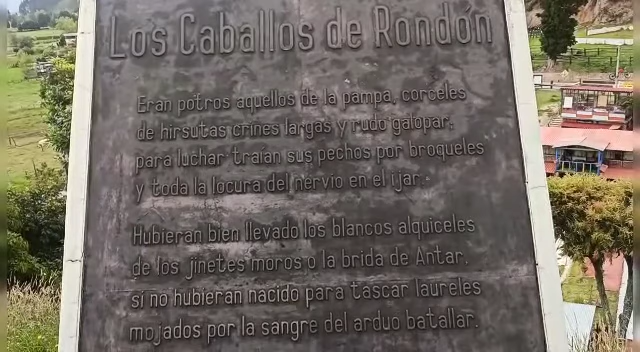 Los Caballos de Rondón
Eran potros aquellos de la pampa, corceles
de hirsutas crines largas y rudo galopar,
para luchar traian sus pechos por broqueles
y toda la locura del nervio en el ijar.
Hubieran bien llevado los blancos alquiceles
de los jinetes moros o la brida de Antar,
si no hubieran nacido para tascar laureles
mojados por la sangre del arduo batallar.